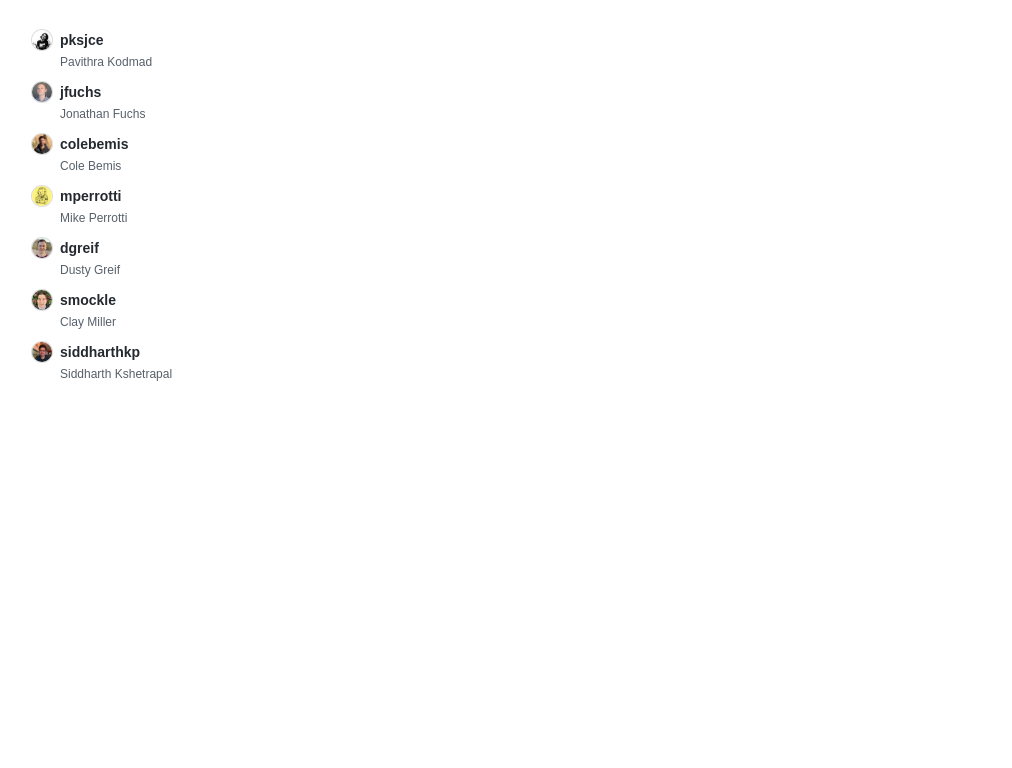 pksjce
Pavithra Kodmad
jfuchs
Jonathan Fuchs
colebemis
Cole Bemis
mperrotti
Mike Perrotti
dgreif
Dusty Greif
smockle
Clay Miller
siddharthkp
Siddharth Kshetrapal